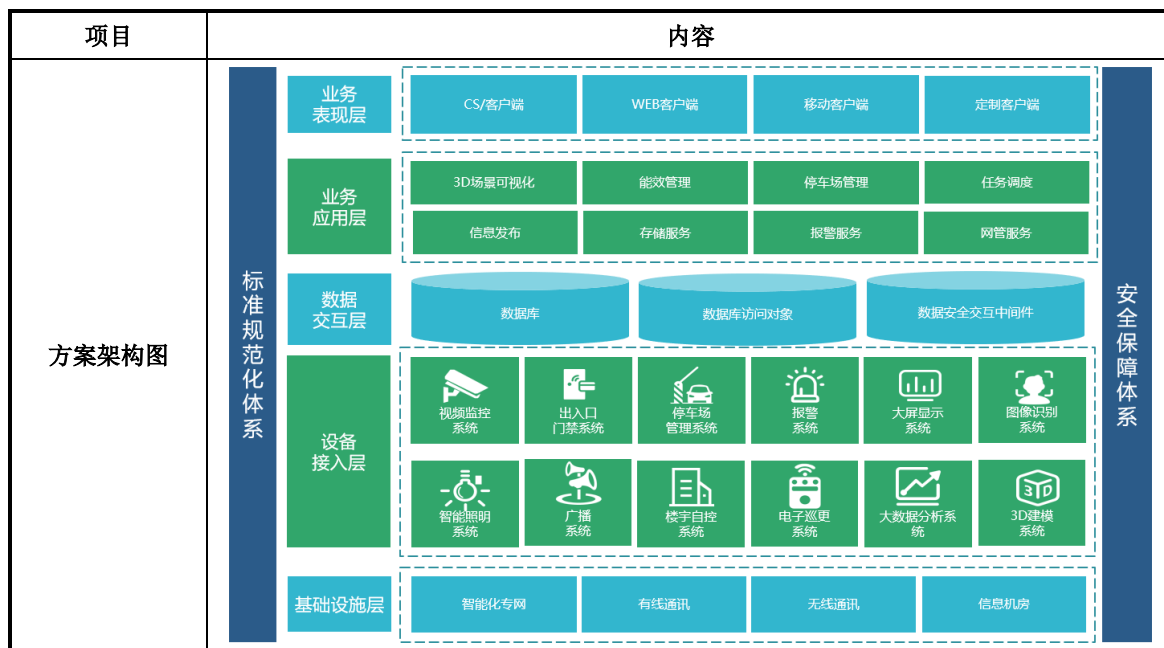 项目
内容
方案架构图
标准规范化体系
业务
表现层
CS/客户端
WEB客户端
移动客户端
定制客户端
业务
应用层
3D场景可视化
能效管理
停车场管理
任务调度
信息发布
存储服务
报警服务
网管服务
数据
交互层
数据库
数据库访问对象
数据安全交互中间件
设备
接入层
视频监控
系统
出入口
门禁系统
停车场
管理系统
报警
系统
大屏显示
系统
图像识别
系统
智能照明
系统
广播
系统
楼宇自控
系统
电子巡更
系统
大数据分析系
统
3D
3D建模
系统
基础设施层
智能化专网
有线通讯
无线通讯
信息机房
安全保障体系